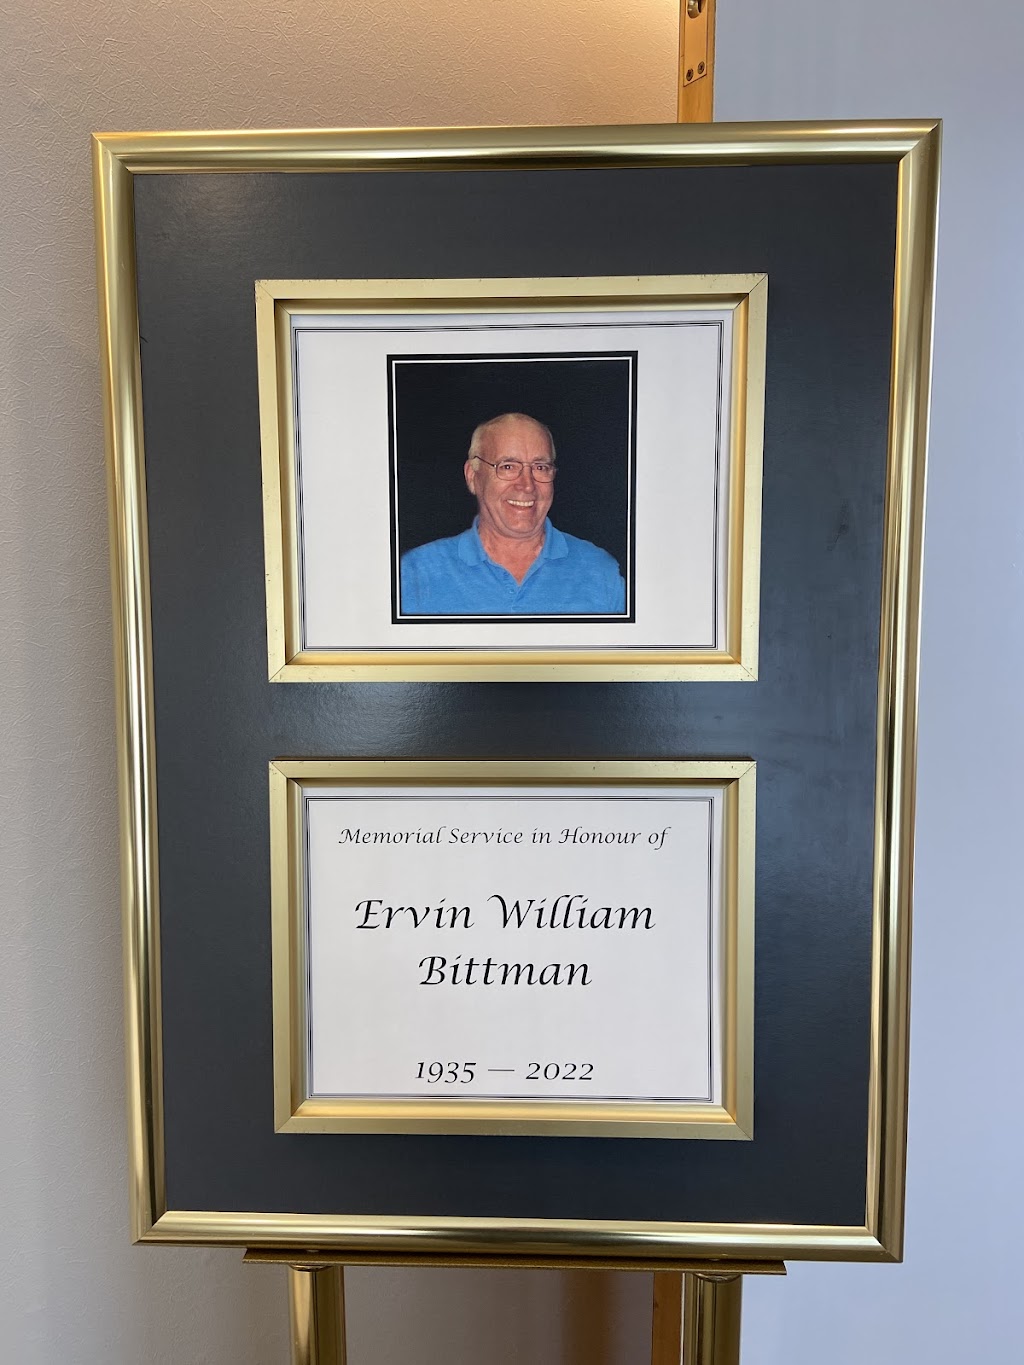 Memorial Service in Honour of
Ervin William
Bittman
1935 — 2022